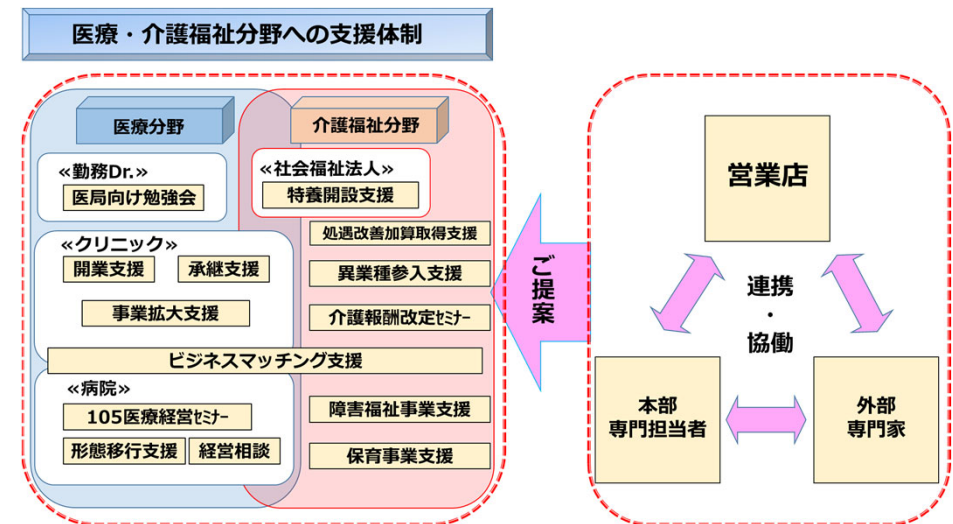 医療・介護福祉分野への支援体制
医療分野
介護福祉分野
≪勤務Dr.≫
医局向け勉強会
≪社会福祉法人≫
特養開設支援
≪クリニック≫
開業支援
承継支援
事業拡大支援
処遇改善加算取得支援
異業種参入支援
介護報酬改定ｾﾐﾅｰ
ビジネスマッチング支援
≪病院≫
105医療経営ｾﾐﾅｰ
形態移行支援
経営相談
障害福祉事業支援
保育事業支援
ご提案
営業店
連携
・
協働
本部
専門担当者
外部
専門家